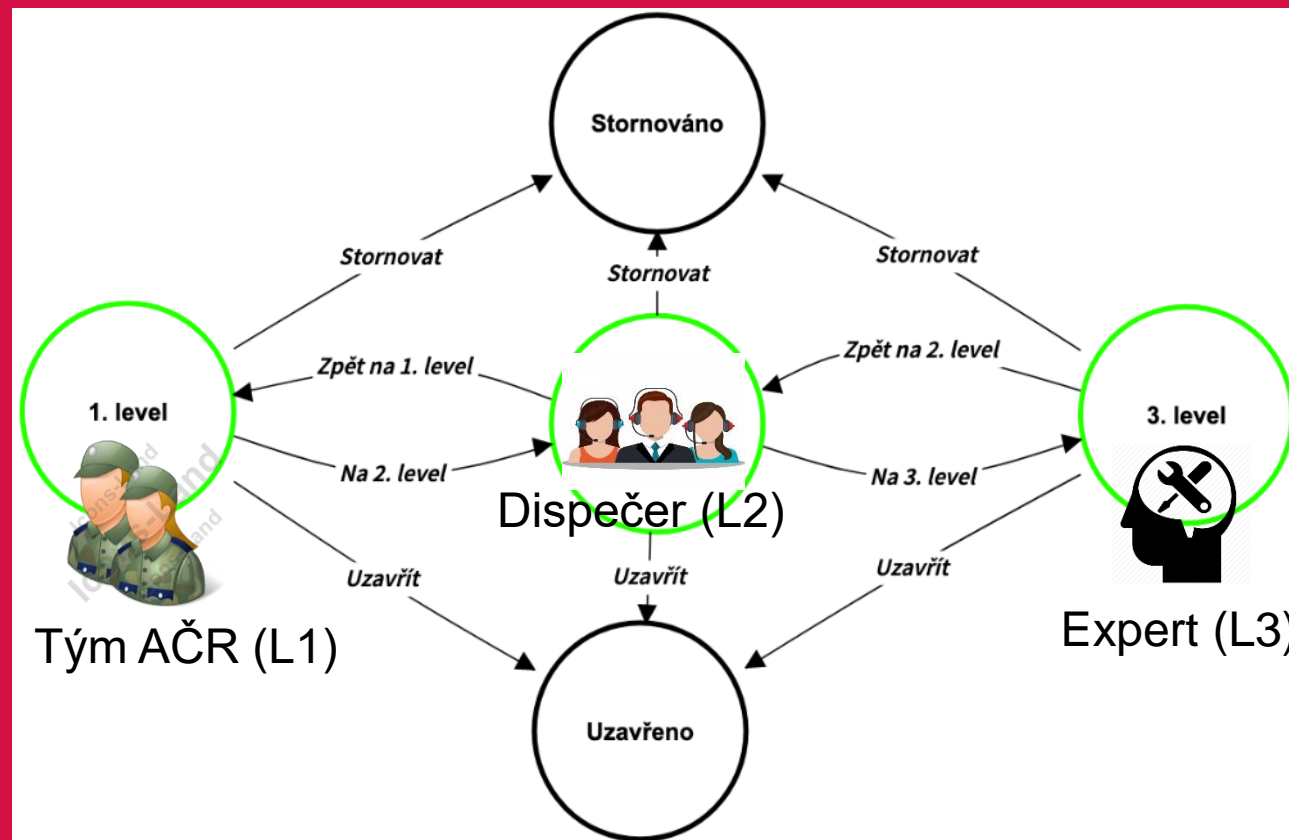 Stornováno
Stornovat
Stornovat
Stornovat
Zpět na 1. level
Zpět na 2. level
1. level
3. level
Na 2. level
Na 3. level
Dispečer (L2)
Uzavřít
Uzavřít
Uzavřít
Tým AČR (L1)
Expert (L3)
Uzavřeno